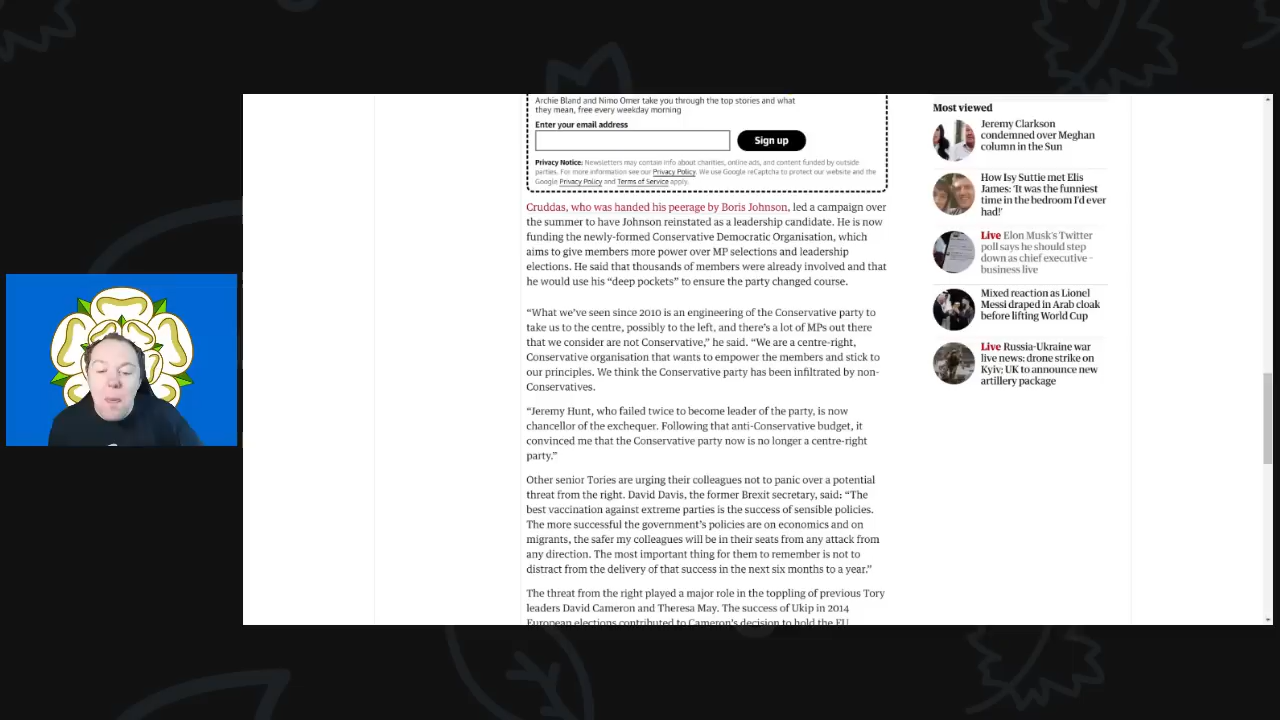 Archie Bland and Nimo Omer take you through the top stories and what
they mean, free every weekday morning
Enter your email address
Sign up
Privacy Notice: Newsletters may contain info about charities, online ads, and content funded by outside
parties. For more information see our Privacy Policy. We use Google reCaptcha to protect our website and the
Google Privacy Policy and Terms of Service apply.
Cruddas, who was handed his peerage by Boris Johnson, led a campaign over
the summer to have Johnson reinstated as a leadership candidate. He is now
funding the newly-formed Conservative Democratic Organisation, which
aims to give members more power over MP selections and leadership
elections. He said that thousands of members were already involved and that
he would use his “deep pockets” to ensure the party changed course.
“What we’ve seen since 2010 is an engineering of the Conservative party to
take us to the centre, possibly to the left, and there’s a lot of MPs out there
that we consider are not Conservative,” he said. “We are a centre-right,
Conservative organisation that wants to empower the members and stick to
our principles. We think the Conservative party has been infiltrated by non-
Conservatives.
“Jeremy Hunt, who failed twice to become leader of the party, is now
chancellor of the exchequer. Following that anti-Conservative budget, it
convinced me that the Conservative party now is no longer a centre-right
party.”
Other senior Tories are urging their colleagues not to panic over a potential
threat from the right. David Davis, the former Brexit secretary, said: “The
best vaccination against extreme parties is the success of sensible policies.
The more successful the government’s policies are on economics and on
migrants, the safer my colleagues will be in their seats from any attack from
any direction. The most important thing for them to remember is not to
distract from the delivery of that success in the next six months to a year.”
The threat from the right played a major role in the toppling of previous Tory
leaders David Cameron and Theresa May. The success of Ukip in 2014
European elections contributed to Cameron’s decision to hold the EU
Most viewed
Jeremy Clarkson
condemned over Meghan
column in the Sun
How Isy Suttie met Elis
James: ‘It was the funniest
time in the bedroom I’d ever
had!’
Live Elon Musk’s Twitter
poll says he should step
down as chief executive –
business live
Mixed reaction as Lionel
Messi draped in Arab cloak
before lifting World Cup
Live Russia-Ukraine war
live news: drone strike on
Kyiv; UK to announce new
artillery package